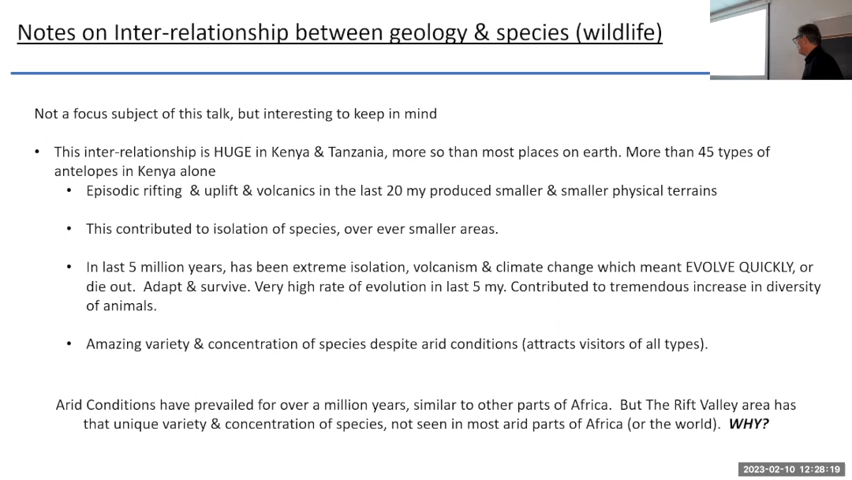 Notes on Inter-relationship between geology & species (wildlife)
Not a focus subject of this talk, but interesting to keep in mind
• This inter-relationship is HUGE in Kenya & Tanzania, more so than most places on earth. More than 45 types of
antelopes in Kenya alone
• Episodic rifting & uplift & volcanics in the last 20 my produced smaller & smaller physical terrains
• This contributed to isolation of species, over ever smaller areas.
• In last 5 million years, has been extreme isolation, volcanism & climate change which meant EVOLVE QUICKLY, or
die out. Adapt & survive. Very high rate of evolution in last 5 my. Contributed to tremendous increase in diversity
of animals.
• Amazing variety & concentration of species despite arid conditions (attracts visitors of all types).
Arid Conditions have prevailed for over a million years, similar to other parts of Africa. But The Rift Valley area has
that unique variety & concentration of species, not seen in most arid parts of Africa (or the world). WHY?
2023-02-10 12:28:19